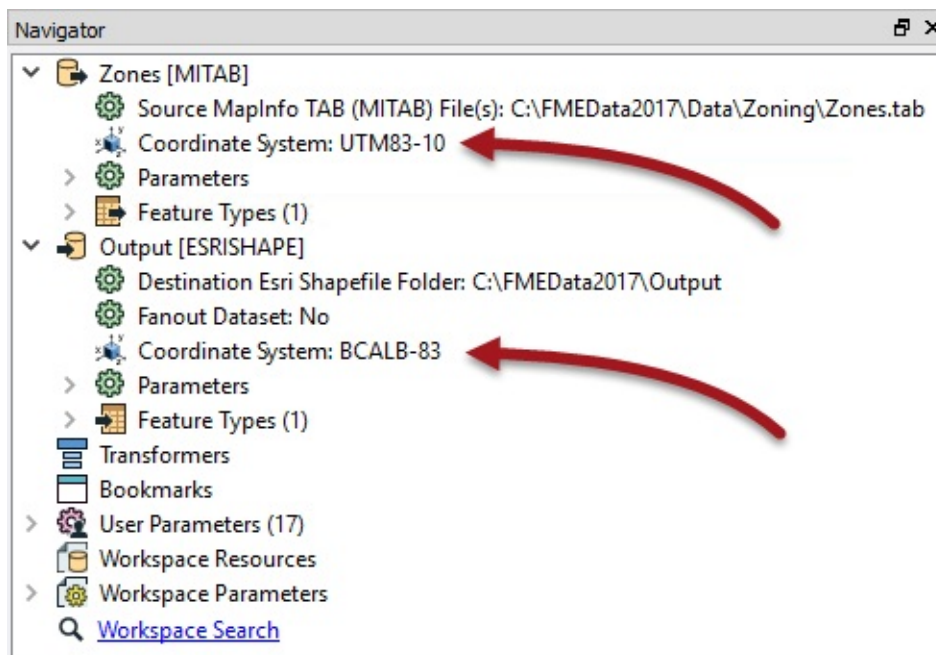 Navigator
Zones [MITAB]
Source MapInfo TAB (MITAB) File(s): C:\FMEData2017\Data\Zoning\Zones.tab
Coordinate System: UTM83-10
Parameters
Feature Types (1)
Output [ESRISHAPE]
Destination Esri Shapefile Folder: C:\FMEData2017\Output
Fanout Dataset: No
Coordinate System: BCALB-83
Parameters
Feature Types (1)
Transformers
Bookmarks
User Parameters (17)
Workspace Resources
Workspace Parameters
Workspace Search